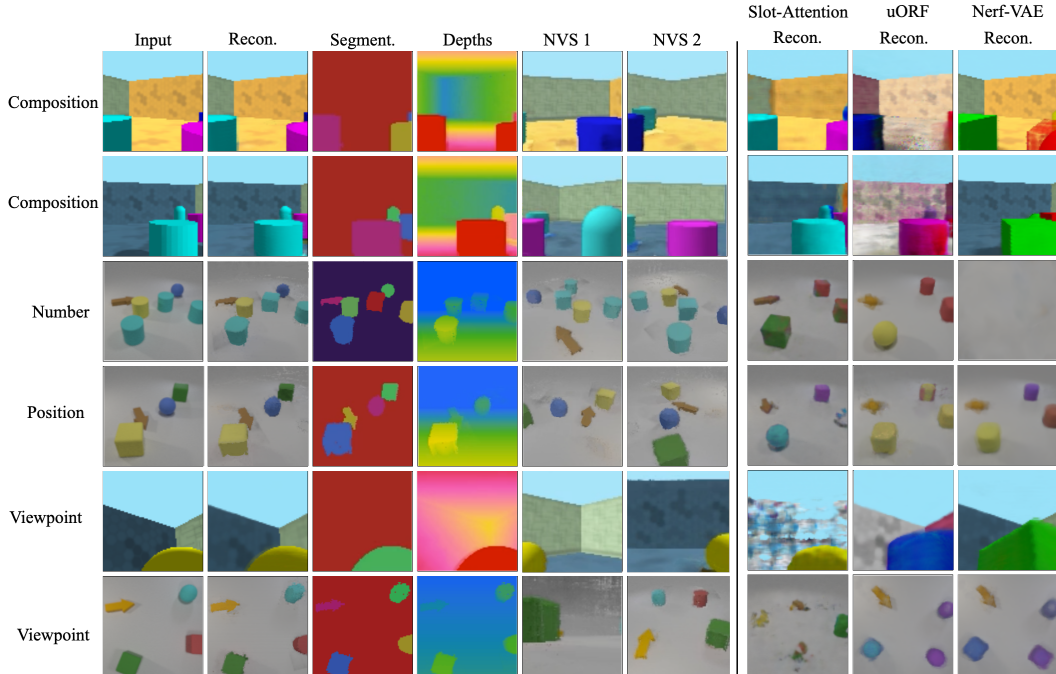 Slot-Attention uORF Nerf-VAE
Input Recon. Segment. Depths NVS 1 NVS 2 Recon. Recon. Recon.
Composition
Composition
Number
Position
Viewpoint
Viewpoint